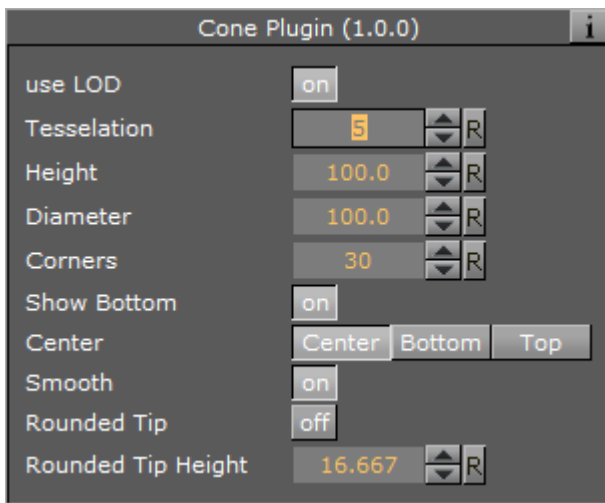 Cone Plugin (1.0.0) i
use LOD on
Tesselation 5 R
Height 100.0 R
Diameter 100.0 R
Corners 30 R
Show Bottom on
Center Center Bottom Top
Smooth on
Rounded Tip off
Rounded Tip Height 16.667 R